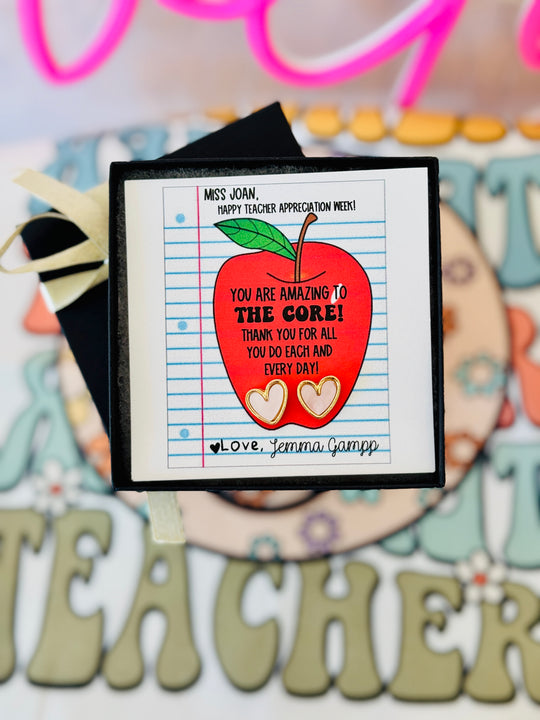 MISS JOAN,
HAPPY TEACHER APPRECIATION WEEK!
YOU ARE AMAZING TO
THE CORE!
THANK YOU FOR ALL
YOU DO EACH AND
EVERY DAY!
Love, Jemma Gampp
TEACHER